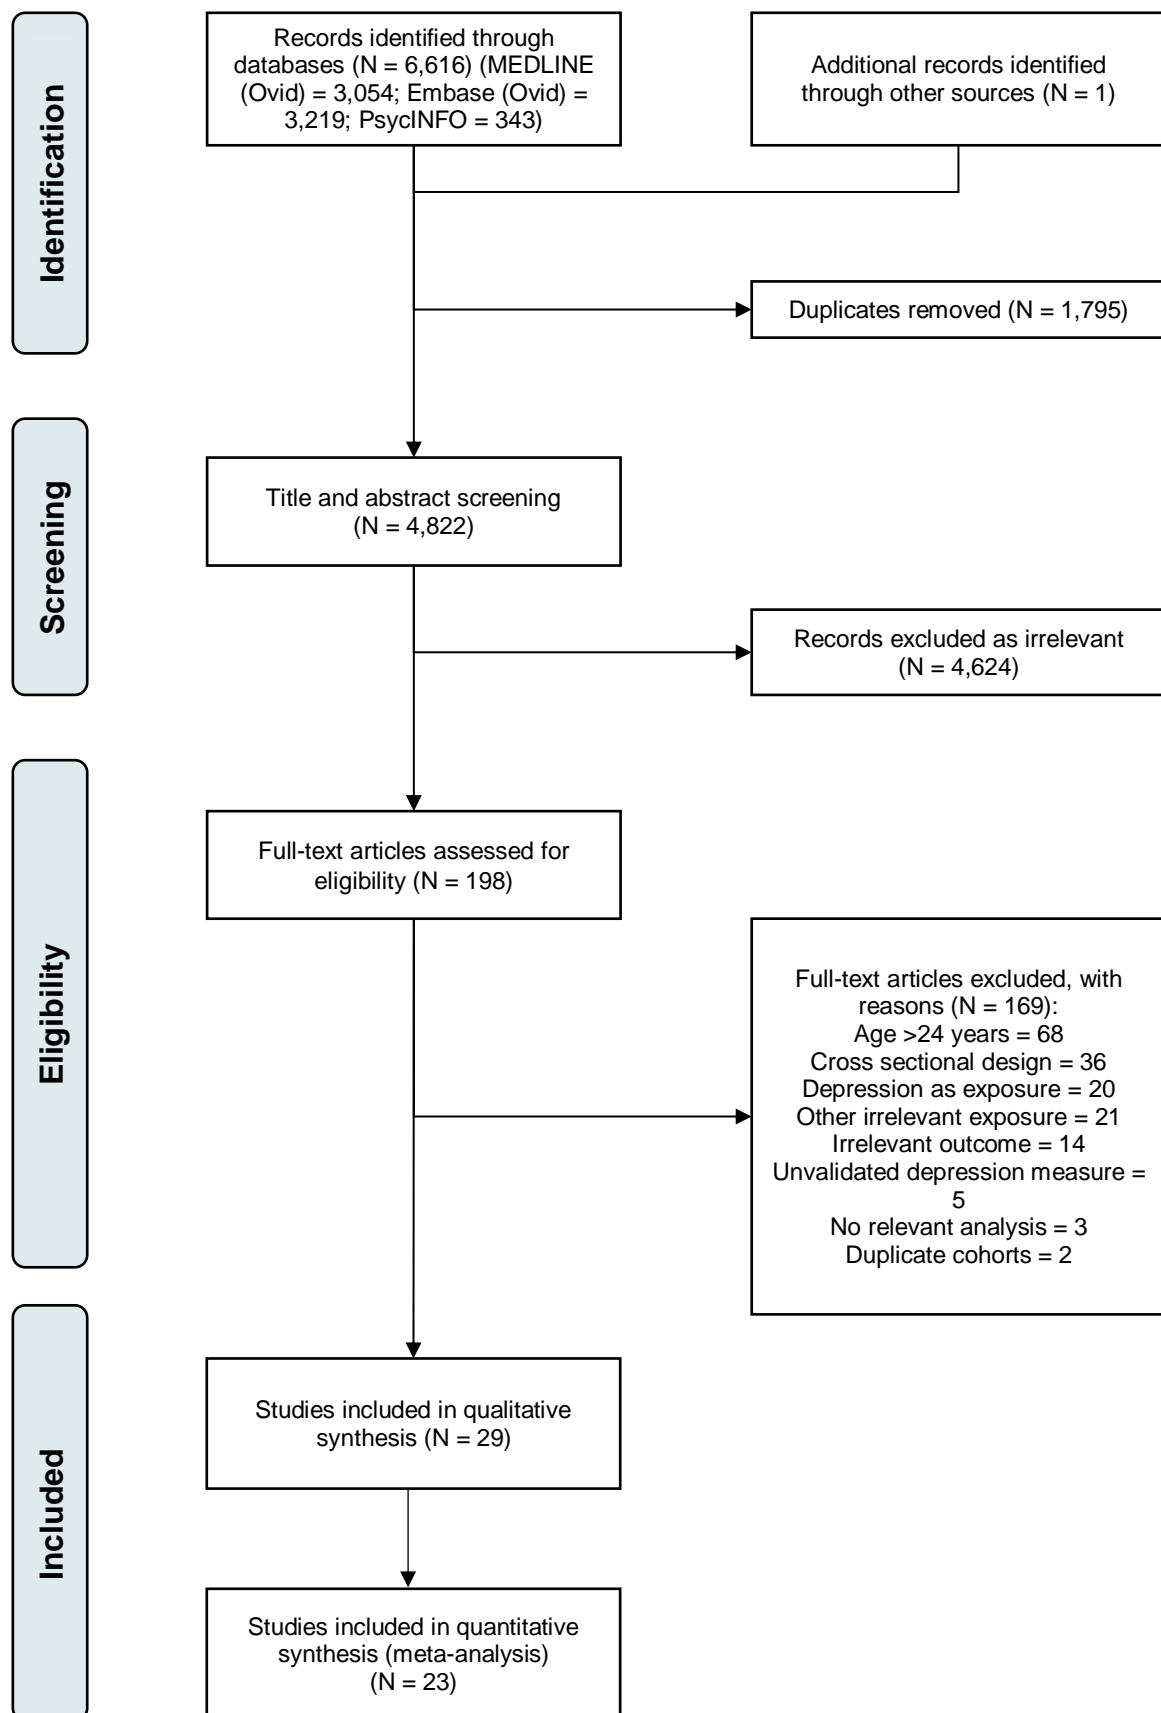 Identification
Records identified through
databases (N = 6,616) (MEDLINE
(Ovid) = 3,054; Embase (Ovid) =
3,219; PsycINFO = 343)
Additional records identified
through other sources (N = 1)
Duplicates removed (N = 1,795)
Screening
Title and abstract screening
(N = 4,822)
Records excluded as irrelevant
(N = 4,624)
Eligibility
Full-text articles assessed for
eligibility (N = 198)
Full-text articles excluded, with
reasons (N = 169):
Age >24 years = 68
Cross sectional design = 36
Depression as exposure = 20
Other irrelevant exposure = 21
Irrelevant outcome = 14
Unvalidated depression measure =
5
No relevant analysis = 3
Duplicate cohorts = 2
Included
Studies included in qualitative
synthesis (N = 29)
Studies included in quantitative
synthesis (meta-analysis)
(N = 23)